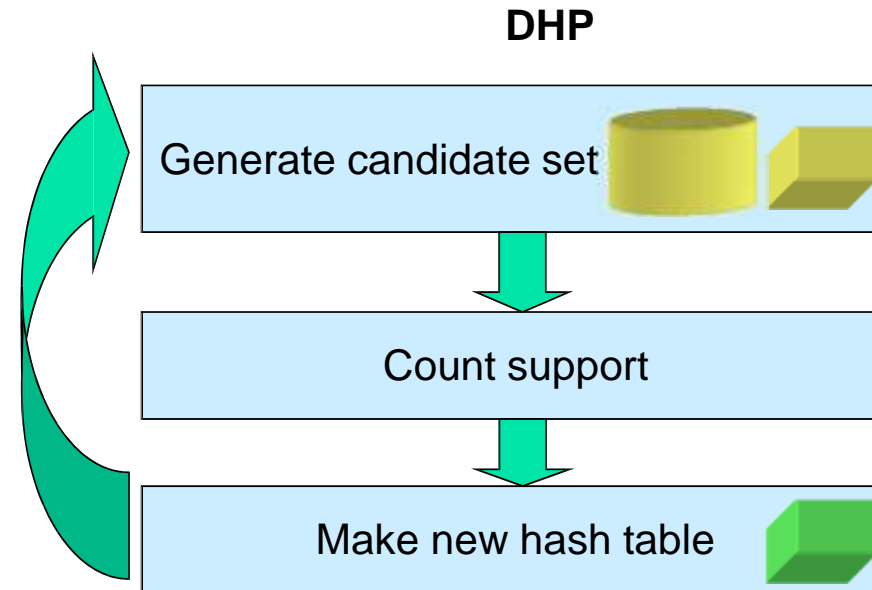 DHP
Generate candidate set
Count support
Make new hash table